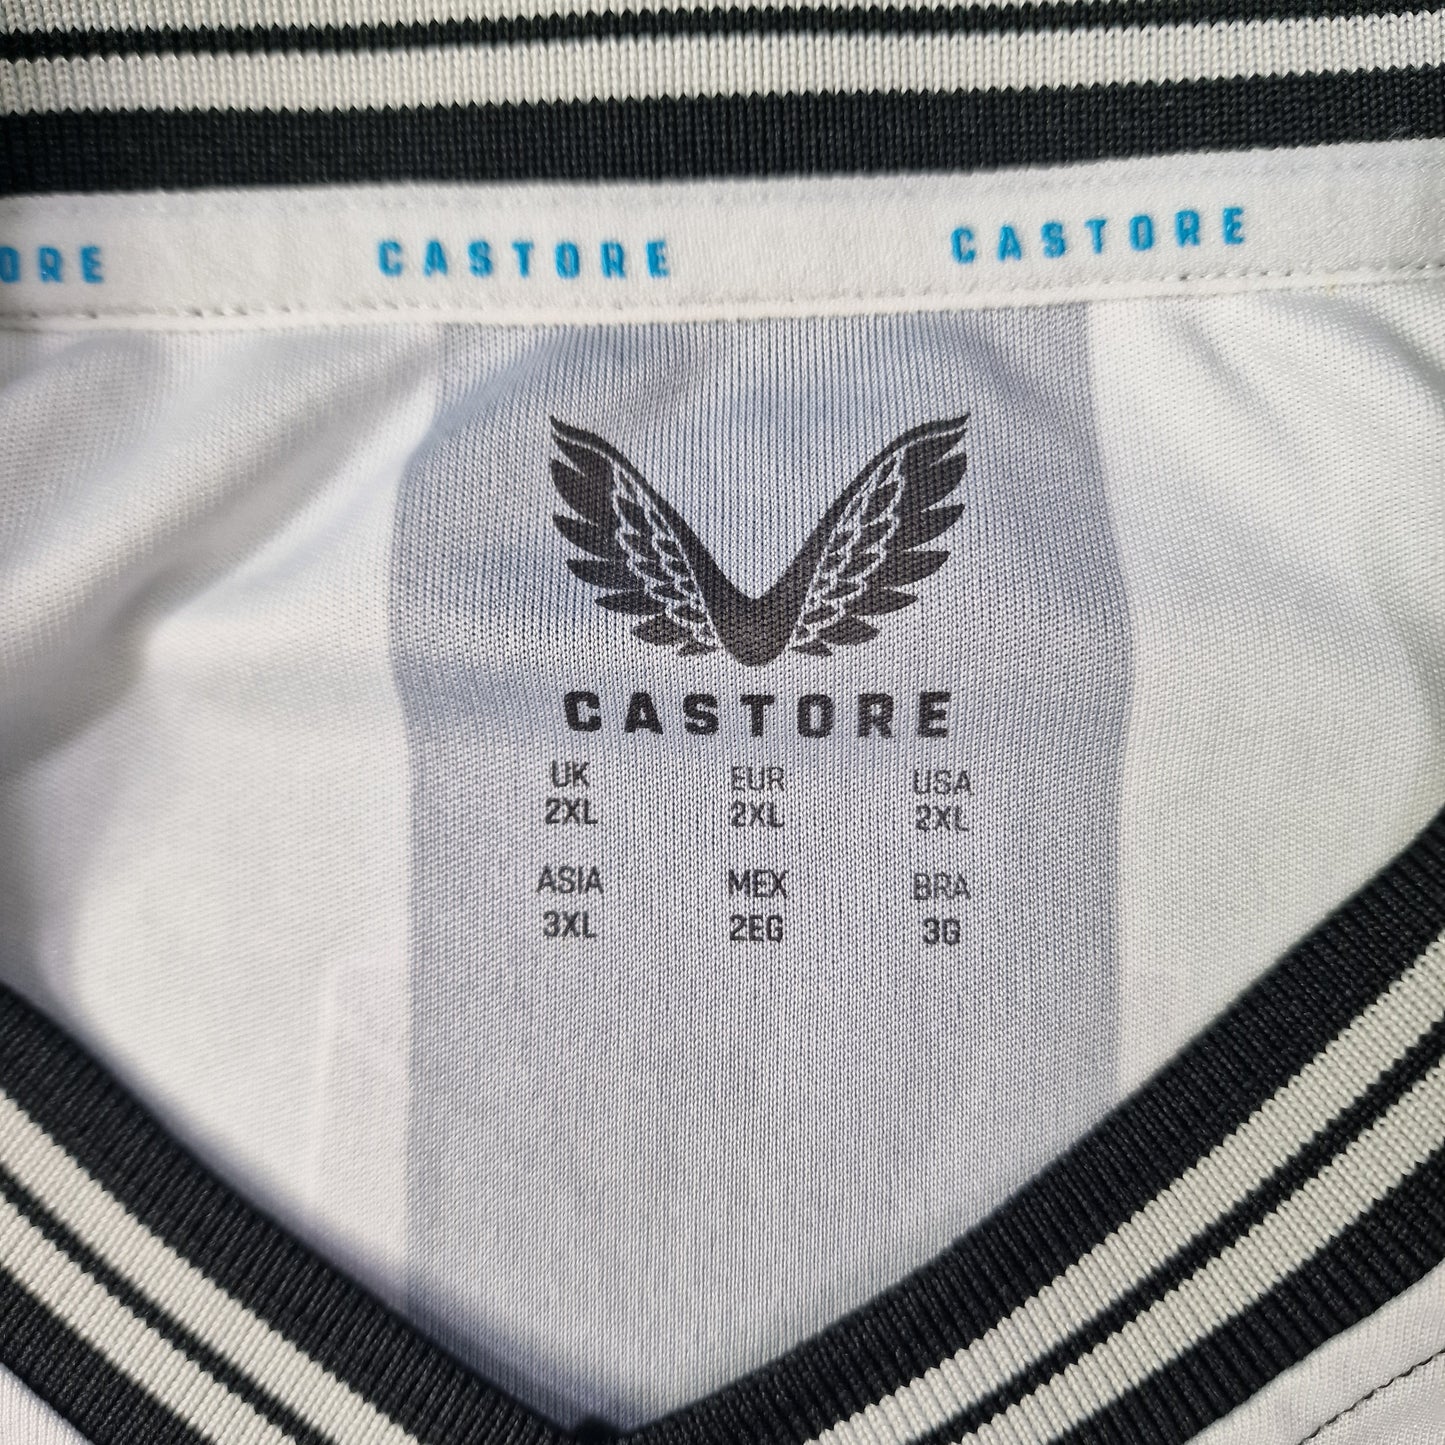 ORE CASTORE CASTORE
CASTORE
UK EUR USA
2XL 2XL 2XL
ASIA MEX BRA
3XL 2EG 3G